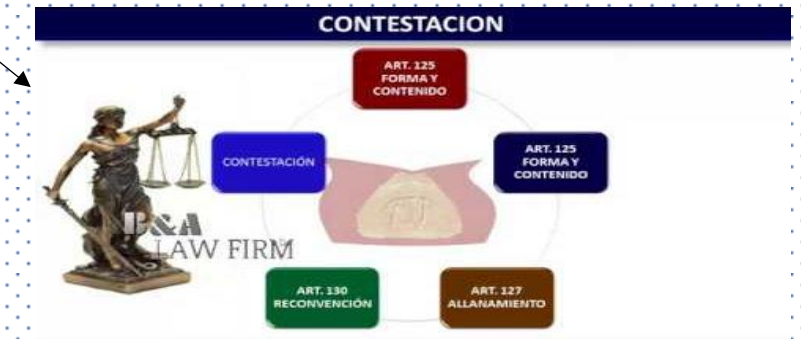 CONTESTACION
ART. 125
FORMA Y
CONTENIDO
ART. 125
FORMA Y
CONTENIDO
CONTESTACIÓN
B&A
LAW FIRM
ART. 130
RECONVENCIÓN
ART. 127
ALLANAMIENTO